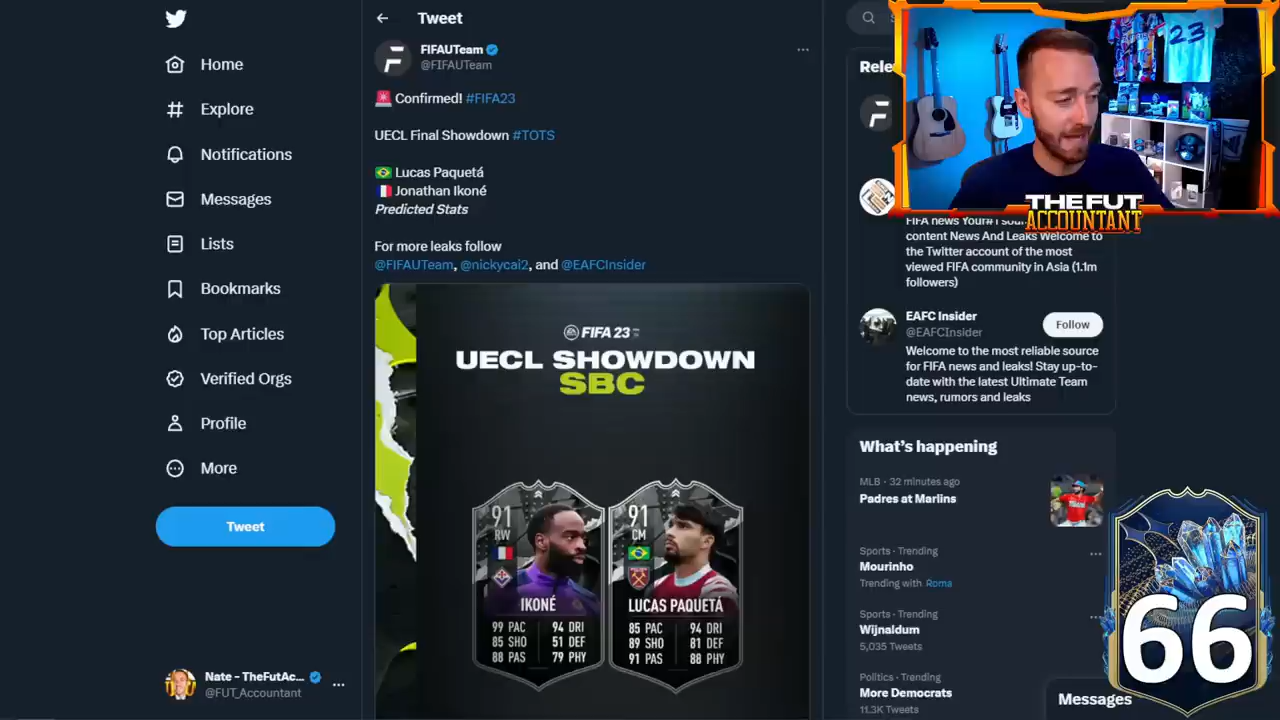 Home
Explore
Notifications
Messages
Lists
Bookmarks
Top Articles
Verified Orgs
Profile
More
Tweet
Nate - TheFutAc...
@FUT_Accountant
Tweet
FIFAUTeam
@FIFAUTeam
Confirmed! #FIFA23
UECL Final Showdown #TOTS
Lucas Paquetá
Jonathan Ikoné
Predicted Stats
For more leaks follow
@FIFAUTeam, @nickycai2, and @EAFCInsider
FIFA 23
UECL SHOWDOWN
SBC
91
RW
IKONÉ
99 PAC 94 DRI
85 SHO 51 DEF
88 PAS 79 PHY
91
CM
LUCAS PAQUETÁ
85 PAC 94 DRI
89 SHO 81 DEF
91 PAS 88 PHY
23
THE FUT
ACCOUNTANT
FIFA news Your#1
content News And Leaks Welcome to
the Twitter account of the most
viewed FIFA community in Asia (1.1m
followers)
EAFC Insider
@EAFCInsider
Follow
Welcome to the most reliable source
for FIFA news and leaks! Stay up-to-
date with the latest Ultimate Team
news, rumors and leaks
What's happening
MLB · 32 minutes ago
Padres at Marlins
Sports · Trending
Mourinho
Trending with Roma
Sports · Trending
Wijnaldum
5,035 Tweets
Politics · Trending
More Democrats
11.3K Tweets
Messages
66